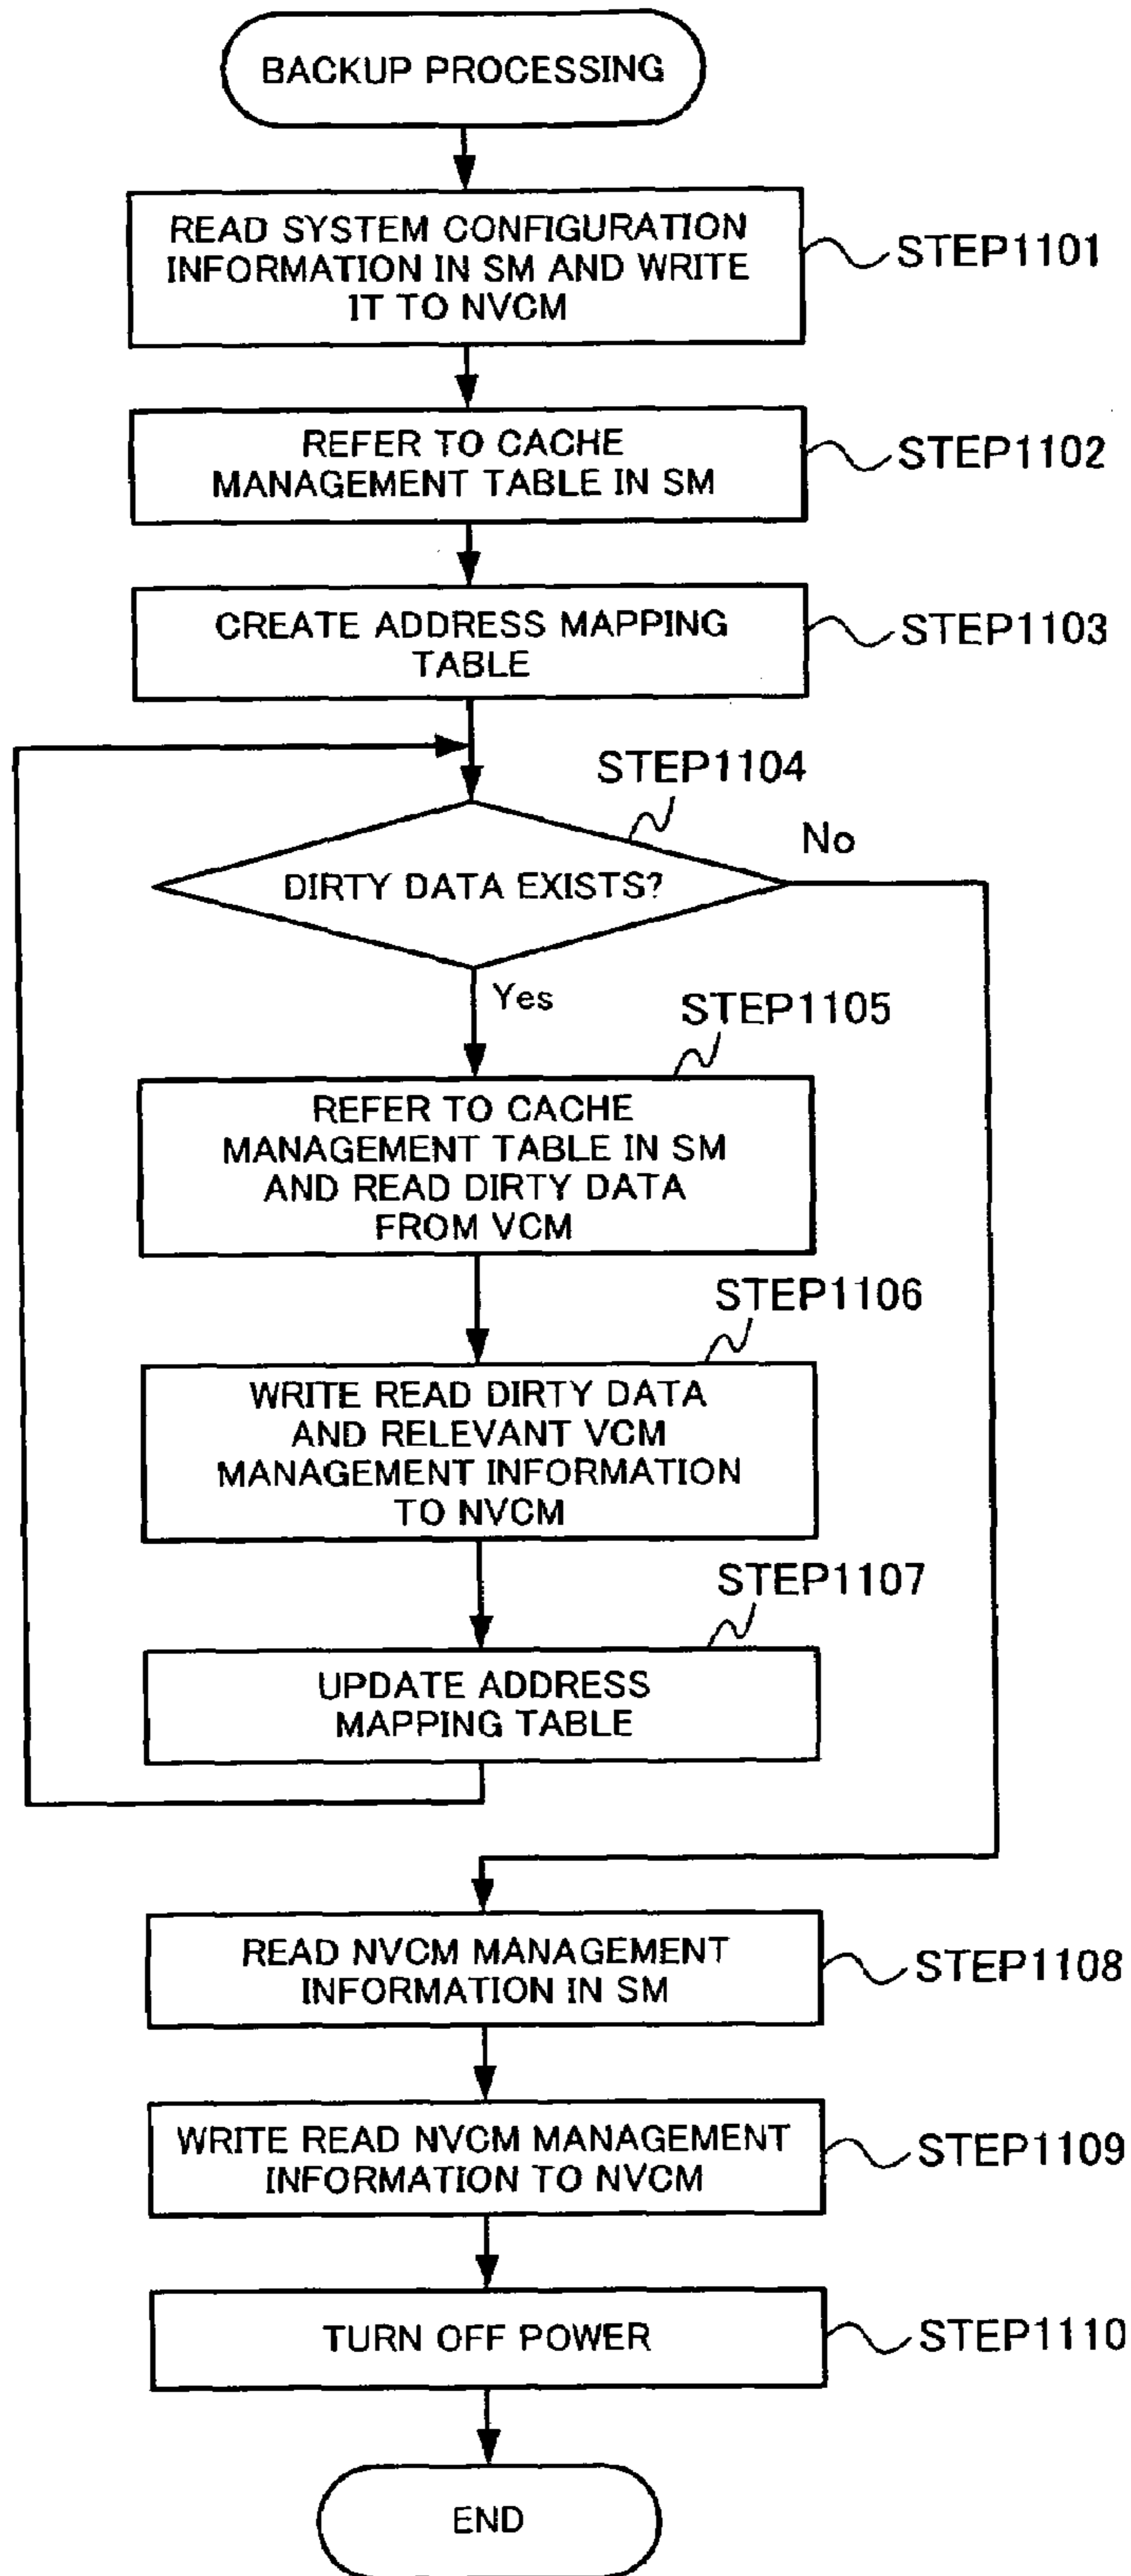 BACKUP PROCESSING
READ SYSTEM CONFIGURATION
INFORMATION IN SM AND WRITE
IT TO NVCM
STEP1101
REFER TO CACHE
MANAGEMENT TABLE IN SM
STEP1102
CREATE ADDRESS MAPPING
TABLE
STEP1103
STEP1104
DIRTY DATA EXISTS?
No
Yes
STEP1105
REFER TO CACHE
MANAGEMENT TABLE IN SM
AND READ DIRTY DATA
FROM VCM
STEP1106
WRITE READ DIRTY DATA
AND RELEVANT VCM
MANAGEMENT INFORMATION
TO NVCM
STEP1107
UPDATE ADDRESS
MAPPING TABLE
READ NVCM MANAGEMENT
INFORMATION IN SM
STEP1108
WRITE READ NVCM MANAGEMENT
INFORMATION TO NVCM
STEP1109
TURN OFF POWER
STEP1110
END